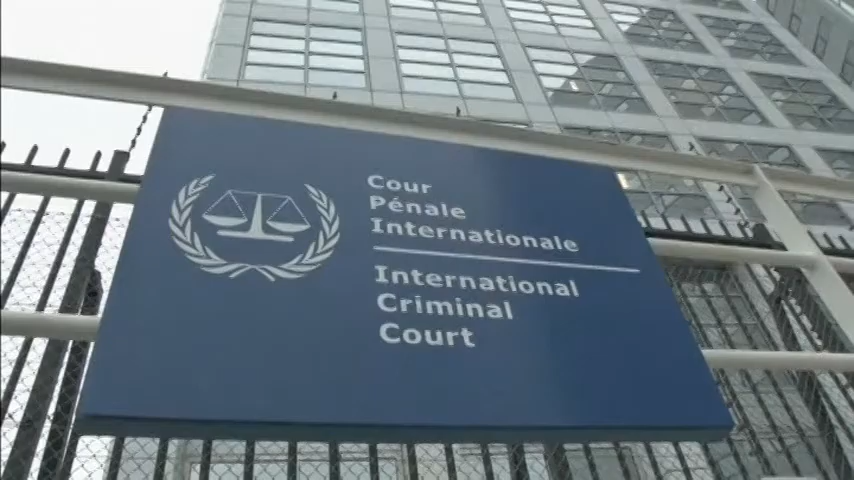 Cour
Pénale
Internationale
International
Criminal
Court